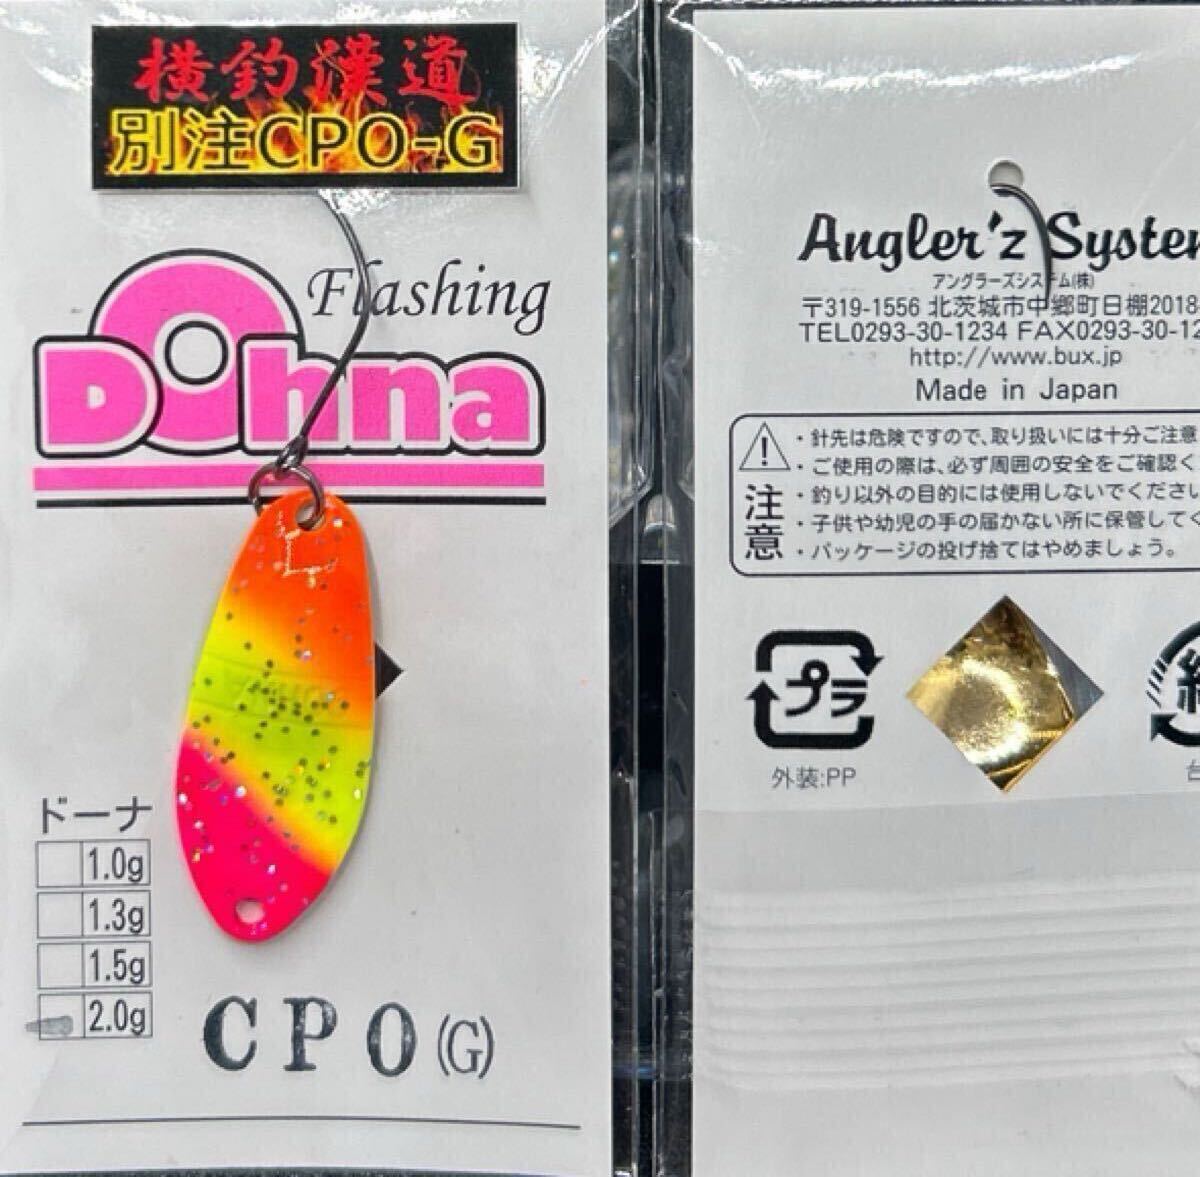 横釣漢道
別注CPO-G
Flashing
Dohna
ドーナ
1.0g
1.3g
1.5g
2.0g
CPO(G)
Angler'z System
アングラーズシステム(株)
〒319-1556 北茨城市中郷町日棚2018
TEL0293-30-1234 FAX0293-30-12
http://www.bux.jp
Made in Japan
注意
・針先は危険ですので、取り扱いには十分ご注意
・ご使用の際は、必ず周囲の安全をご確認く
・釣り以外の目的には使用しないでください
・子供や幼児の手の届かない所に保管してく
・パッケージの投げ捨てはやめましょう。
プラ
外装:PP